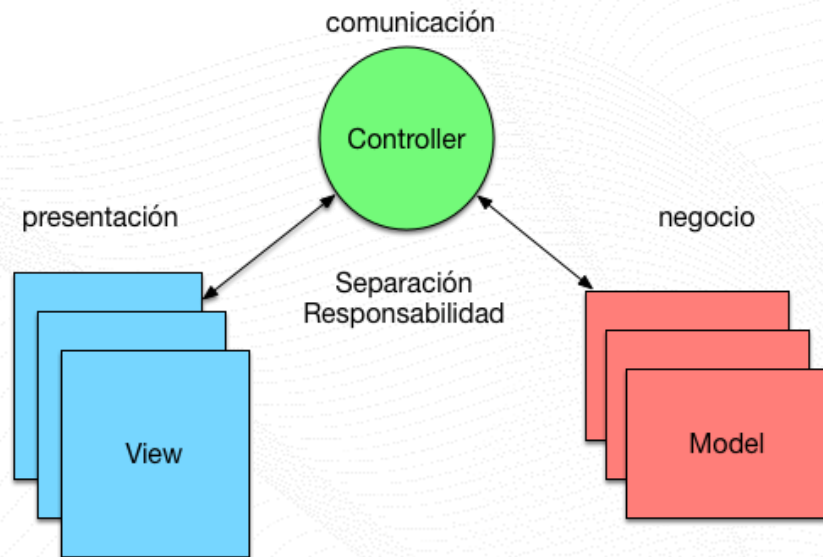 comunicación
Controller
presentación
negocio
Separación
Responsabilidad
View
Model